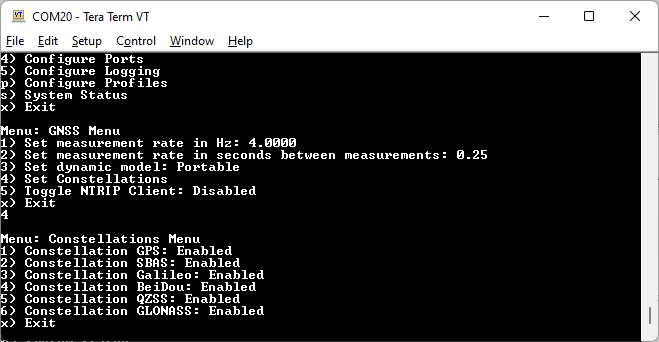 COM20 - Tera Term VT
File Edit Setup Control Window Help
4) Configure Ports
5) Configure Logging
p) Configure Profiles
s) System Status
x) Exit
Menu: GNSS Menu
1) Set measurement rate in Hz: 4.0000
2) Set measurement rate in seconds between measurements: 0.25
3) Set dynamic model: Portable
4) Set Constellations
5) Toggle NTRIP Client: Disabled
x) Exit
4
Menu: Constellations Menu
1) Constellation GPS: Enabled
2) Constellation SBAS: Enabled
3) Constellation Galileo: Enabled
4) Constellation BeiDou: Enabled
5) Constellation QZSS: Enabled
6) Constellation GLONASS: Enabled
x) Exit